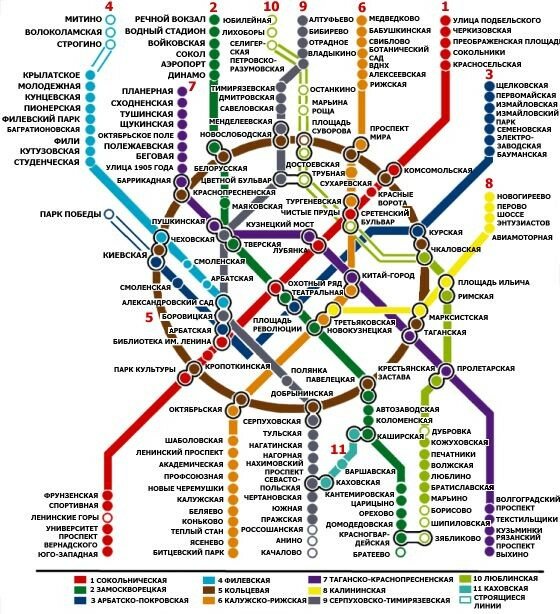 4
МИТИНО
ВОЛОКОЛАМСКАЯ
СТРОГИНО
КРЫЛАТСКОЕ
МОЛОДЕЖНАЯ
КУНЦЕВСКАЯ
ПИОНЕРСКАЯ
ФИЛЕВСКИЙ ПАРК
БАГРАТИОНОВСКАЯ
ФИЛИ
КУТУЗОВСКАЯ
СТУДЕНЧЕСКАЯ
ПАРК ПОБЕДЫ
КИЕВСКАЯ
2
РЕЧНОЙ ВОКЗАЛ
ВОДНЫЙ СТАДИОН
ВОЙКОВСКАЯ
СОКОЛ
АЭРОПОРТ
ДИНАМО
7
ПЛАНЕРНАЯ
СХОДНЕНСКАЯ
ТУШИНСКАЯ
ЩУКИНСКАЯ
ОКТЯБРЬСКОЕ ПОЛЕ
ПОЛЕЖАЕВСКАЯ
БЕГОВАЯ
УЛИЦА 1905 ГОДА
БАРРИКАДНАЯ
10
ЮБИЛЕЙНАЯ
ЛИХОБОРЫ
СЕЛИГЕР-
СКАЯ
ПЕТРОВСКО-
РАЗУМОВСКАЯ
9
АЛТУФЬЕВО
БИБИРЕВО
ОТРАДНОЕ
ВЛАДЫКИНО
ТИМИРЯЗЕВСКАЯ
ДМИТРОВСКАЯ
САВЕЛОВСКАЯ
МЕНДЕЛЕЕВСКАЯ
НОВОСЛОБОДСКАЯ
ОСТАНКИНО
МАРЬИНА
РОЩА
ПЛОЩАДЬ
СУВОРОВА
6
МЕДВЕДКОВО
БАБУШКИНСКАЯ
СВИБЛОВО
БОТАНИЧЕСКИЙ
САД
ВДНХ
АЛЕКСЕЕВСКАЯ
РИЖСКАЯ
ПРОСПЕКТ
МИРА
1
УЛИЦА ПОДБЕЛЬСКОГО
ЧЕРКИЗОВСКАЯ
ПРЕОБРАЖЕНСКАЯ ПЛОЩАДЬ
СОКОЛЬНИКИ
КРАСНОСЕЛЬСКАЯ
3
ЩЕЛКОВСКАЯ
ПЕРВОМАЙСКАЯ
ИЗМАЙЛОВСКАЯ
ИЗМАЙЛОВСКИЙ
ПАРК
СЕМЕНОВСКАЯ
ЭЛЕКТРО-
ЗАВОДСКАЯ
БАУМАНСКАЯ
8
НОВОГИРЕЕВО
ПЕРОВО
ШОССЕ
ЭНТУЗИАСТОВ
АВИАМОТОРНАЯ
БЕЛОРУССКАЯ
ЦВЕТНОЙ БУЛЬВАР
ДОСТОЕВСКАЯ
ТРУБНАЯ
СУХАРЕВСКАЯ
КОМСОМОЛЬСКАЯ
КРАСНОПРЕСНЕНСКАЯ
МАЯКОВСКАЯ
ТУРГЕНЕВСКАЯ
ЧИСТЫЕ ПРУДЫ
КРАСНЫЕ
ВОРОТА
СРЕТЕНСКИЙ
БУЛЬВАР
ПУШКИНСКАЯ
КУЗНЕЦКИЙ МОСТ
КУРСКАЯ
ЧЕХОВСКАЯ
ТВЕРСКАЯ
ЛУБЯНКА
ЧКАЛОВСКАЯ
СМОЛЕНСКАЯ
АРБАТСКАЯ
ОХОТНЫЙ РЯД
ТЕАТРАЛЬНАЯ
КИТАЙ-ГОРОД
ПЛОЩАДЬ ИЛЬИЧА
РИМСКАЯ
СМОЛЕНСКАЯ
АЛЕКСАНДРОВСКИЙ САД
5
БОРОВИЦКАЯ
АРБАТСКАЯ
БИБЛИОТЕКА ИМ. ЛЕНИНА
ПЛОЩАДЬ
РЕВОЛЮЦИИ
ТРЕТЬЯКОВСКАЯ
НОВОКУЗНЕЦКАЯ
МАРКСИСТСКАЯ
ТАГАНСКАЯ
ПАРК КУЛЬТУРЫ
КРОПОТКИНСКАЯ
ПОЛЯНКА
ПАВЕЛЕЦКАЯ
КРЕСТЬЯНСКАЯ
ЗАСТАВА
ПРОЛЕТАРСКАЯ
ДОБРЫНИНСКАЯ
ОКТЯБРЬСКАЯ
СЕРПУХОВСКАЯ
ТУЛЬСКАЯ
НАГАТИНСКАЯ
НАГОРНАЯ
НАХИМОВСКИЙ
ПРОСПЕКТ
СЕВАСТО-
ПОЛЬСКАЯ
ЧЕРТАНОВСКАЯ
ЮЖНАЯ
ПРАЖСКАЯ
РОССОШАНСКАЯ
АНИНО
КАЧАЛОВО
АВТОЗАВОДСКАЯ
КОЛОМЕНСКАЯ
КАШИРСКАЯ
11
ВАРШАВСКАЯ
КАХОВСКАЯ
КАНТЕМИРОВСКАЯ
ЦАРИЦЫНО
ОРЕХОВО
ДОМОДЕДОВСКАЯ
КРАСНОГВАР-
ДЕЙСКАЯ
БРАТЕЕВО
ДУБРОВКА
КОЖУХОВСКАЯ
ПЕЧАТНИКИ
ВОЛЖСКАЯ
ЛЮБЛИНО
БРАТИСЛАВСКАЯ
МАРЬИНО
БОРИСОВО
ШИПИЛОВСКАЯ
ЗЯБЛИКОВО
ВОЛГОГРАДСКИЙ
ПРОСПЕКТ
ТЕКСТИЛЬЩИКИ
КУЗЬМИНКИ
РЯЗАНСКИЙ
ПРОСПЕКТ
ВЫХИНО
ШАБОЛОВСКАЯ
ЛЕНИНСКИЙ ПРОСПЕКТ
АКАДЕМИЧЕСКАЯ
ПРОФСОЮЗНАЯ
НОВЫЕ ЧЕРЕМУШКИ
КАЛУЖСКАЯ
БЕЛЯЕВО
КОНЬКОВО
ТЕПЛЫЙ СТАН
ЯСЕНЕВО
БИТЦЕВСКИЙ ПАРК
ФРУНЗЕНСКАЯ
СПОРТИВНАЯ
ЛЕНИНСКИЕ ГОРЫ
УНИВЕРСИТЕТ
ПРОСПЕКТ
ВЕРНАДСКОГО
ЮГО-ЗАПАДНАЯ
1 СОКОЛЬНИЧЕСКАЯ
2 ЗАМОСКВОРЕЦКАЯ
3 АРБАТСКО-ПОКРОВСКАЯ
4 ФИЛЕВСКАЯ
5 КОЛЬЦЕВАЯ
6 КАЛУЖСКО-РИЖСКАЯ
7 ТАГАНСКО-КРАСНОПРЕСНЕНСКАЯ
8 КАЛИНИНСКАЯ
9 СЕРПУХОВСКО-ТИМИРЯЗЕВСКАЯ
10 ЛЮБЛИНСКАЯ
11 КАХОВСКАЯ
СТРОЯЩИЕСЯ
ЛИНИИ